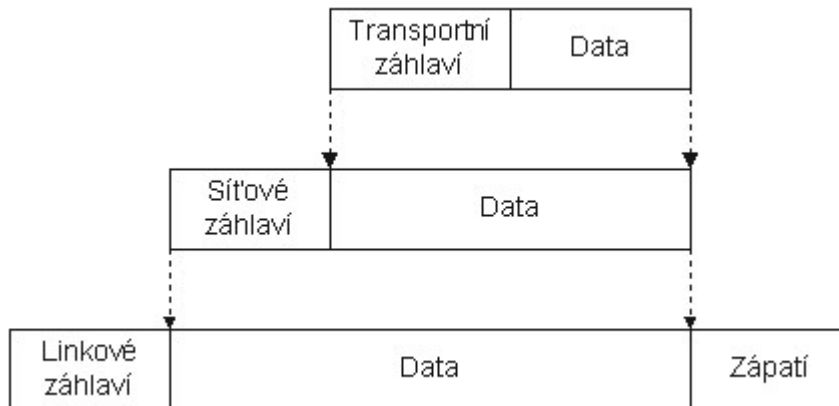 Transportní
záhlaví
Data
Síťové
záhlaví
Data
Linkové
záhlaví
Data
Zápatí